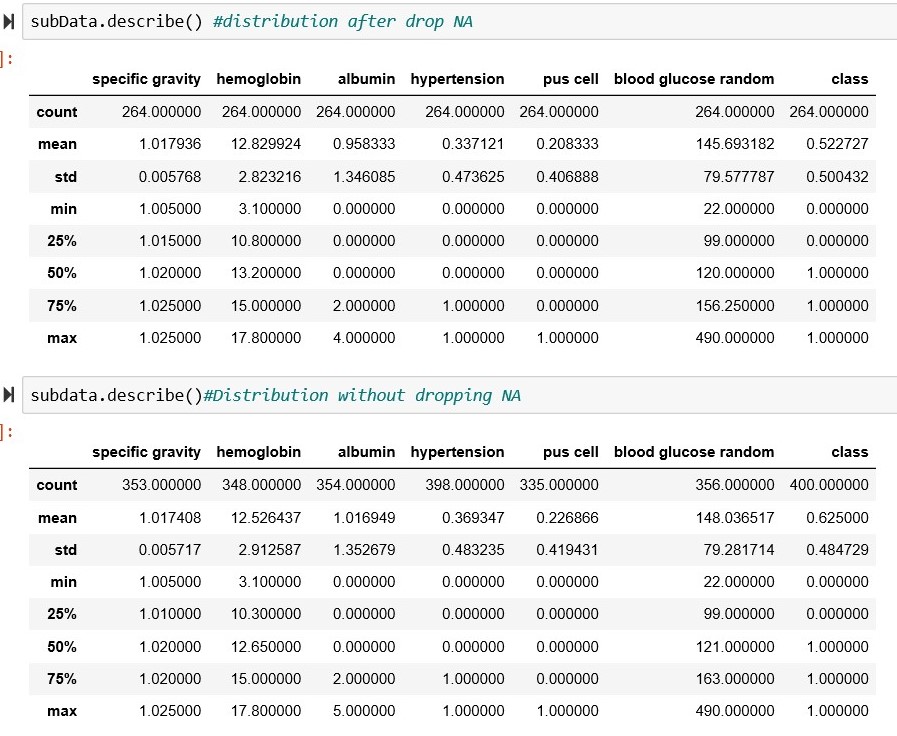 subData.describe() #distribution after drop NA
]:
specific gravity hemoglobin albumin hypertension pus cell blood glucose random class
count 264.000000 264.000000 264.000000 264.000000 264.000000 264.000000 264.000000
mean 1.017936 12.829924 0.958333 0.337121 0.208333 145.693182 0.522727
std 0.005768 2.823216 1.346085 0.473625 0.406888 79.577787 0.500432
min 1.005000 3.100000 0.000000 0.000000 0.000000 22.000000 0.000000
25% 1.015000 10.800000 0.000000 0.000000 0.000000 99.000000 0.000000
50% 1.020000 13.200000 0.000000 0.000000 0.000000 120.000000 1.000000
75% 1.025000 15.000000 2.000000 1.000000 0.000000 156.250000 1.000000
max 1.025000 17.800000 4.000000 1.000000 1.000000 490.000000 1.000000
subdata.describe()#Distribution without dropping NA
]:
specific gravity hemoglobin albumin hypertension pus cell blood glucose random class
count 353.000000 348.000000 354.000000 398.000000 335.000000 356.000000 400.000000
mean 1.017408 12.526437 1.016949 0.369347 0.226866 148.036517 0.625000
std 0.005717 2.912587 1.352679 0.483235 0.419431 79.281714 0.484729
min 1.005000 3.100000 0.000000 0.000000 0.000000 22.000000 0.000000
25% 1.010000 10.300000 0.000000 0.000000 0.000000 99.000000 0.000000
50% 1.020000 12.650000 0.000000 0.000000 0.000000 121.000000 1.000000
75% 1.020000 15.000000 2.000000 1.000000 0.000000 163.000000 1.000000
max 1.025000 17.800000 5.000000 1.000000 1.000000 490.000000 1.000000